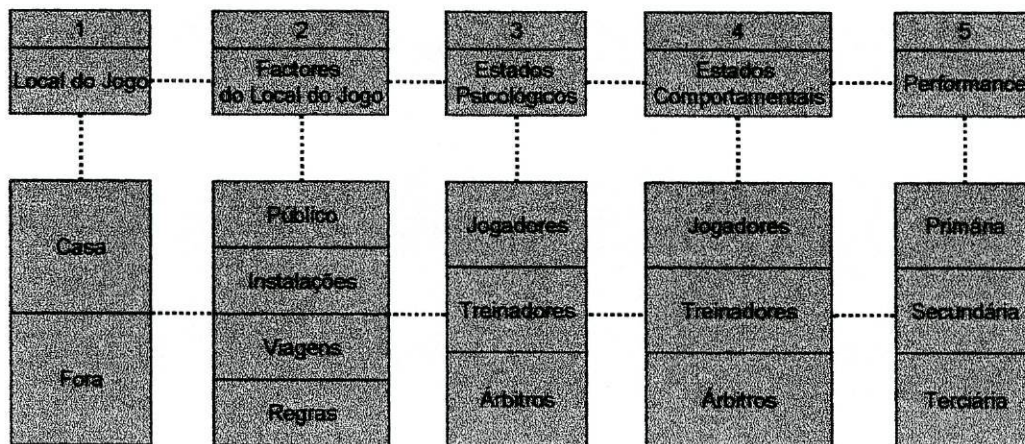 1
Local do Jogo
2
Factores
do Local do Jogo
3
Estados
Psicológicos
4
Estados
Comportamentais
5
Performance
Casa
Fora
Público
Instalações
Viagens
Regras
Jogadores
Treinadores
Árbitros
Jogadores
Treinadores
Árbitros
Primária
Secundária
Terciária